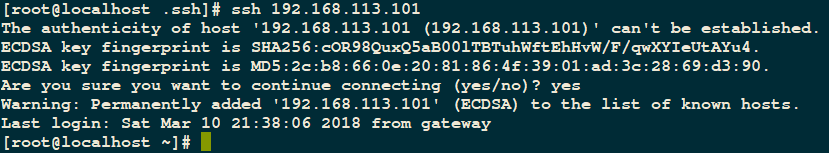 [root@localhost .ssh]# ssh 192.168.113.101
The authenticity of host '192.168.113.101 (192.168.113.101)' can't be established.
ECDSA key fingerprint is SHA256:cOR98QuxQ5aB00lTBTuhWftEhHvW/F/qwXYIeUtAYu4.
ECDSA key fingerprint is MD5:2c:b8:66:0e:20:81:86:4f:39:01:ad:3c:28:69:d3:90.
Are you sure you want to continue connecting (yes/no)? yes
Warning: Permanently added '192.168.113.101' (ECDSA) to the list of known hosts.
Last login: Sat Mar 10 21:38:06 2018 from gateway
[root@localhost ~]#